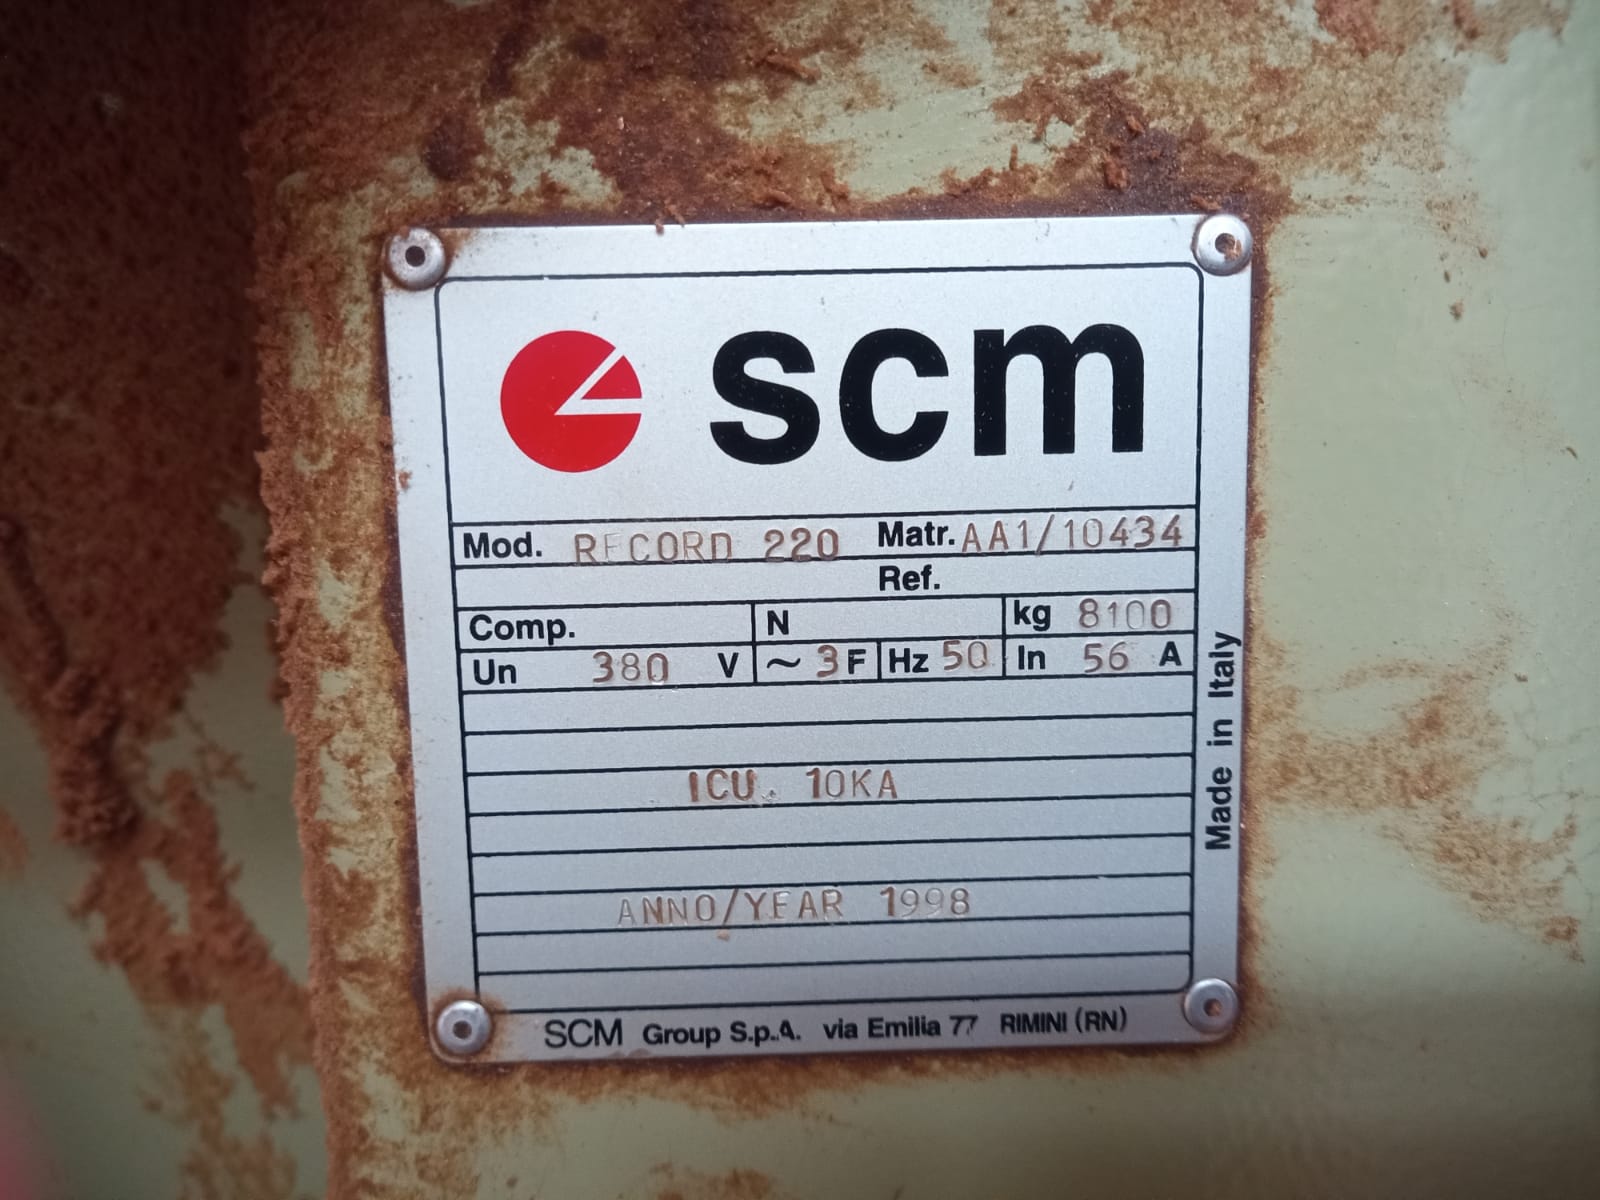 scm
Mod. RECORD 220 Matr. AA1/10434
Ref.
Comp. N kg 8100
Un 380 V ~ 3 F Hz 50 In 56 A
ICU. 10KA
ANNO/YEAR 1998
SCM Group S.p.A. via Emilia 77 RIMINI (RN)
Made in Italy